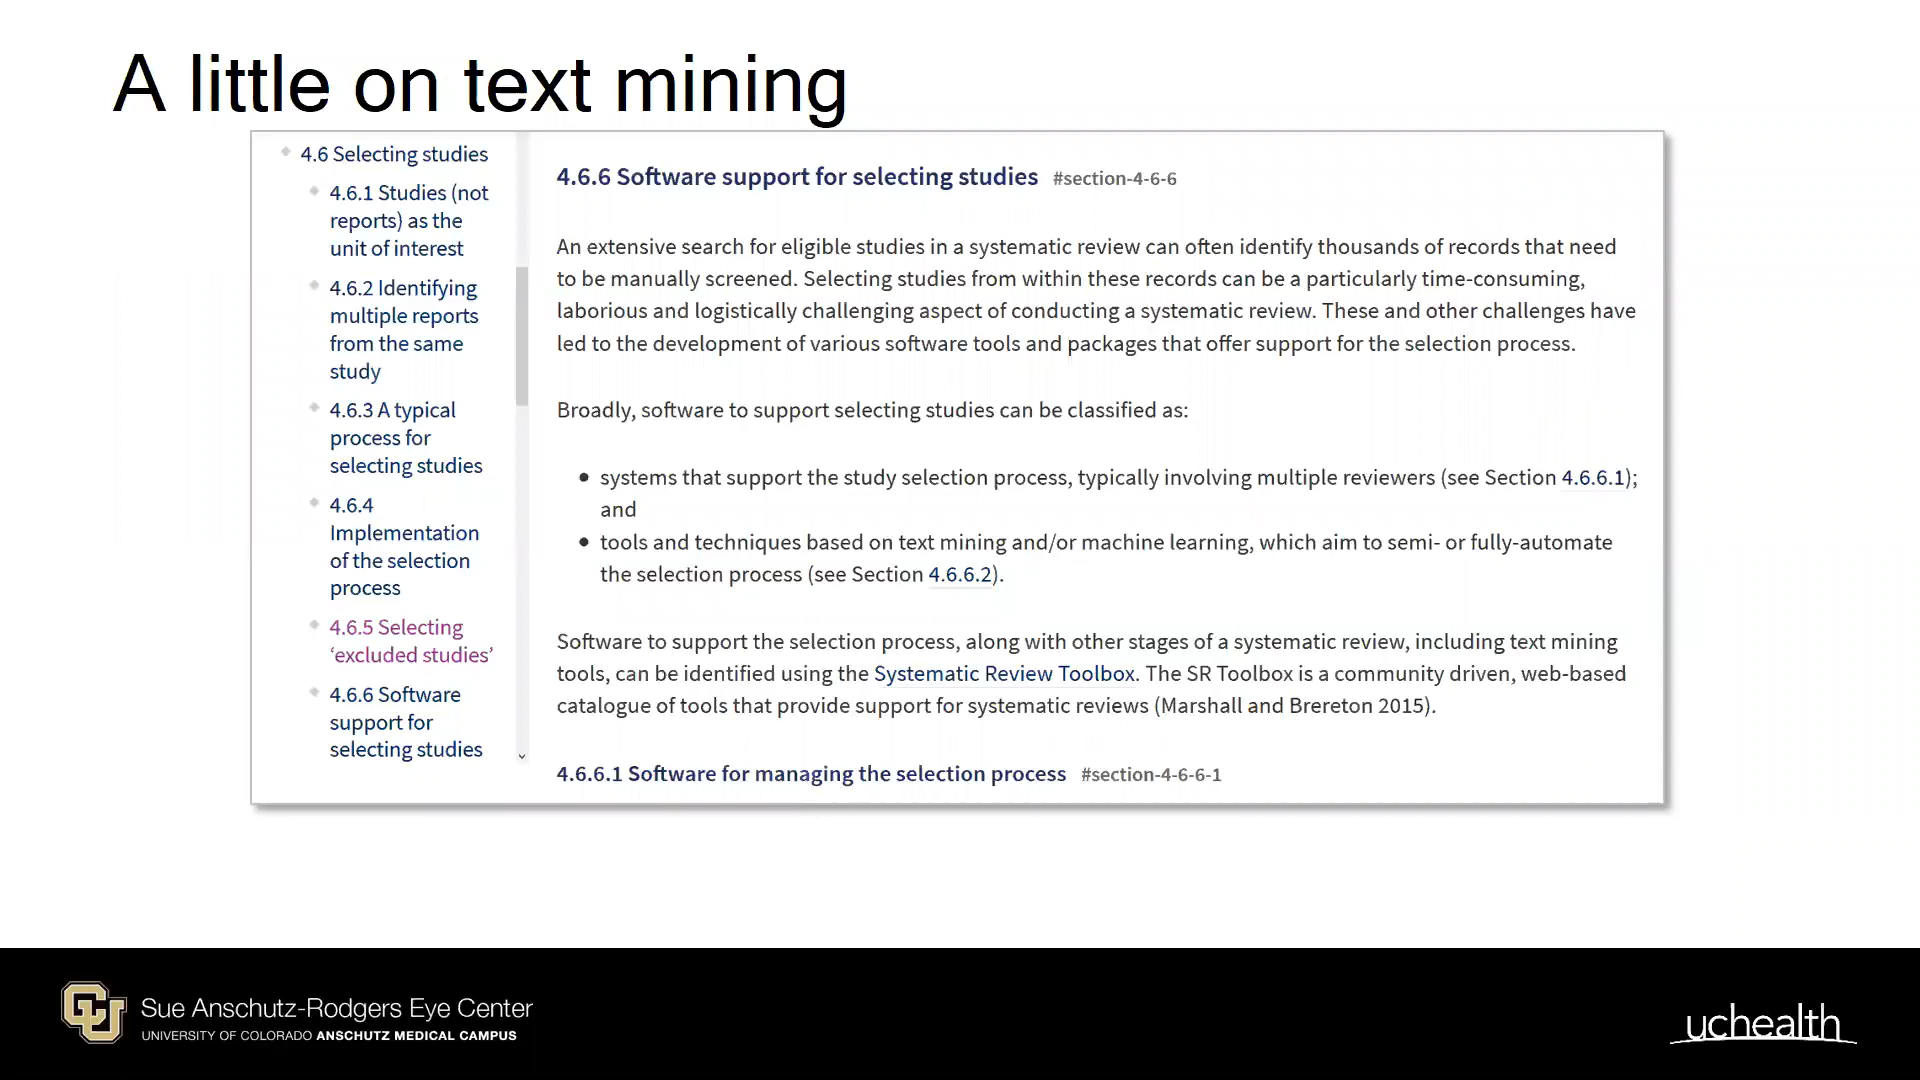 A little on text mining
4.6 Selecting studies
4.6.1 Studies (not
reports) as the
unit of interest
4.6.2 Identifying
multiple reports
from the same
study
4.6.3 A typical
process for
selecting studies
4.6.4
Implementation
of the selection
process
4.6.5 Selecting
‘excluded studies’
4.6.6 Software
support for
selecting studies
4.6.6 Software support for selecting studies #section-4-6-6
An extensive search for eligible studies in a systematic review can often identify thousands of records that need
to be manually screened. Selecting studies from within these records can be a particularly time-consuming,
laborious and logistically challenging aspect of conducting a systematic review. These and other challenges have
led to the development of various software tools and packages that offer support for the selection process.
Broadly, software to support selecting studies can be classified as:
• systems that support the study selection process, typically involving multiple reviewers (see Section 4.6.6.1);
and
• tools and techniques based on text mining and/or machine learning, which aim to semi- or fully-automate
the selection process (see Section 4.6.6.2).
Software to support the selection process, along with other stages of a systematic review, including text mining
tools, can be identified using the Systematic Review Toolbox. The SR Toolbox is a community driven, web-based
catalogue of tools that provide support for systematic reviews (Marshall and Brereton 2015).
4.6.6.1 Software for managing the selection process #section-4-6-6-1
CU
Sue Anschutz-Rodgers Eye Center
UNIVERSITY OF COLORADO ANSCHUTZ MEDICAL CAMPUS
uchealth